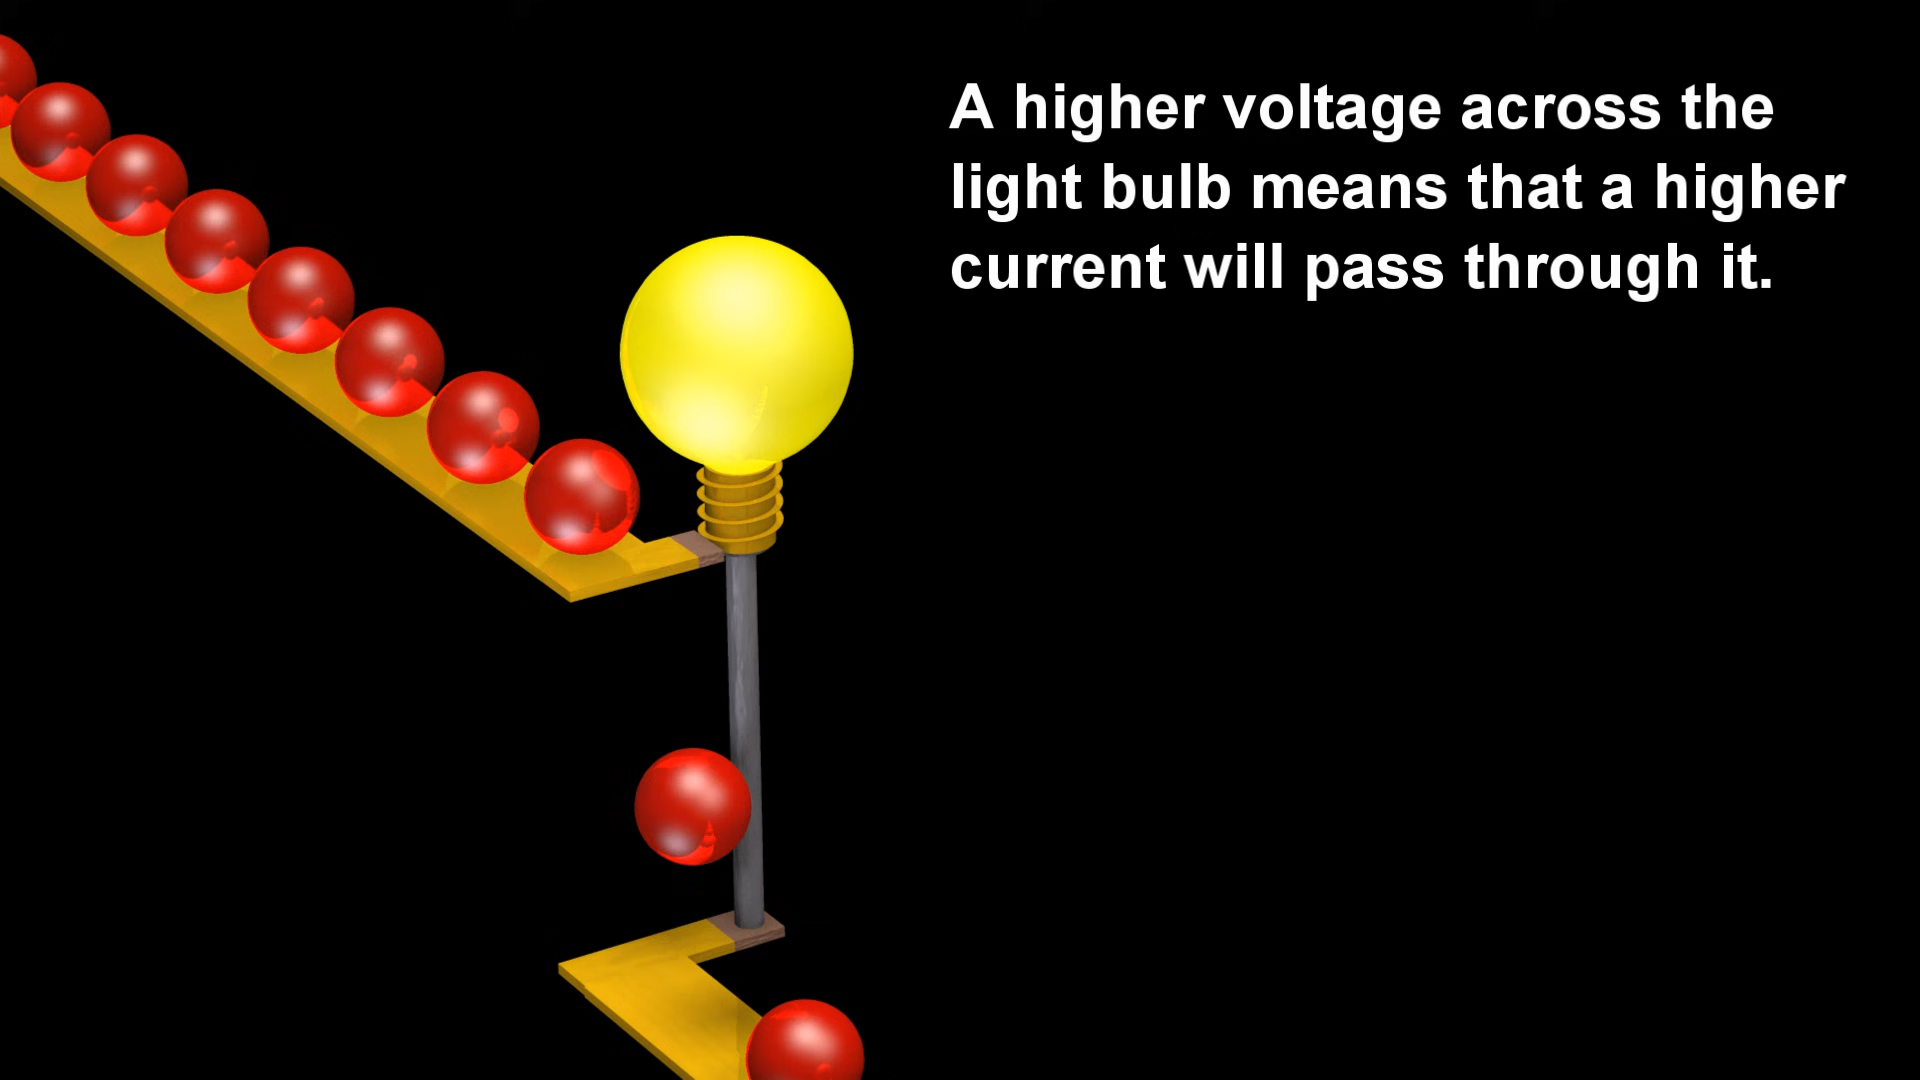 A higher voltage across the
light bulb means that a higher
current will pass through it.